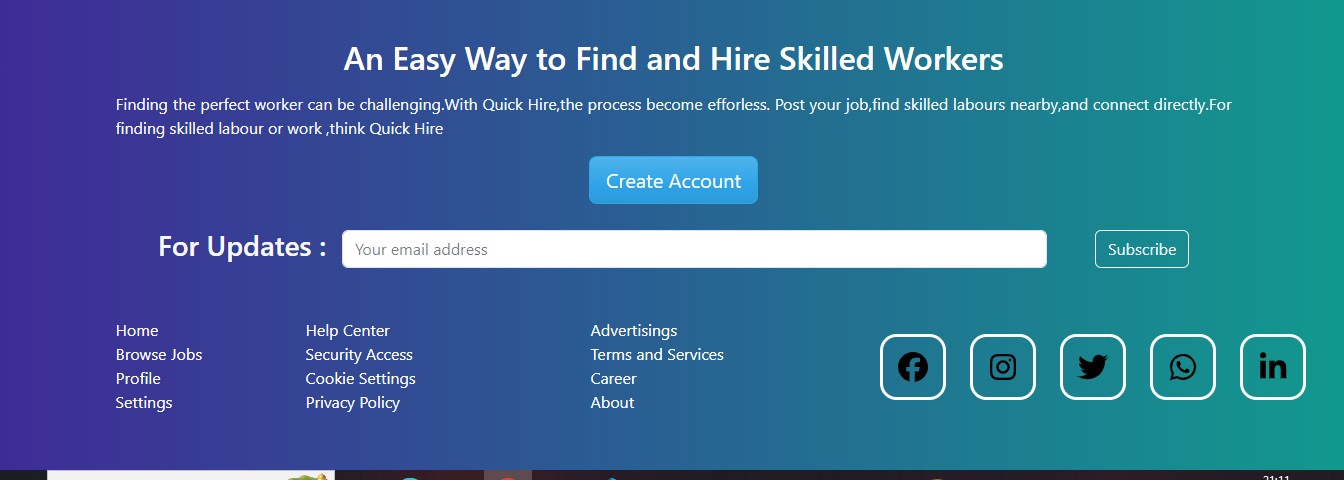 An Easy Way to Find and Hire Skilled Workers
Finding the perfect worker can be challenging.With Quick Hire,the process become efforless. Post your job,find skilled labours nearby,and connect directly.For
finding skilled labour or work ,think Quick Hire
Create Account
For Updates :
Your email address
Subscribe
Home
Browse Jobs
Profile
Settings
Help Center
Security Access
Cookie Settings
Privacy Policy
Advertisings
Terms and Services
Career
About